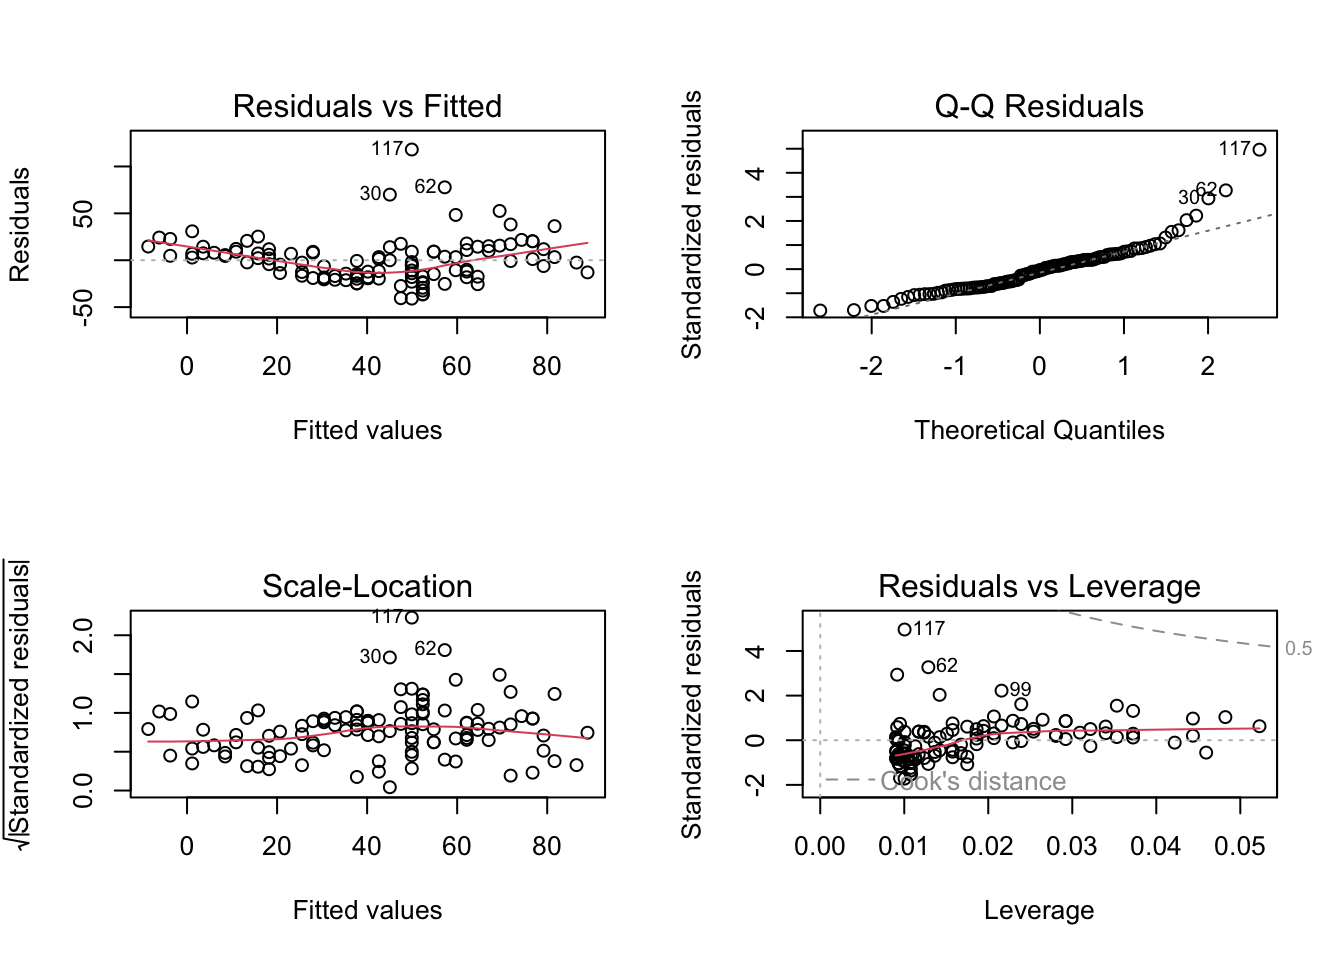 Residuals vs Fitted
Residuals
50
-50
117
30
62
0 20 40 60 80
Fitted values
Q-Q Residuals
Standardized residuals
4
2
0
-2
117
62
30
-2 -1 0 1 2
Theoretical Quantiles
Scale-Location
√|Standardized residuals|
2.0
1.0
0.0
117
62
30
0 20 40 60 80
Fitted values
Residuals vs Leverage
Standardized residuals
4
2
0
-2
117
62
99
0.5
Cook's distance
0.00 0.01 0.02 0.03 0.04 0.05
Leverage